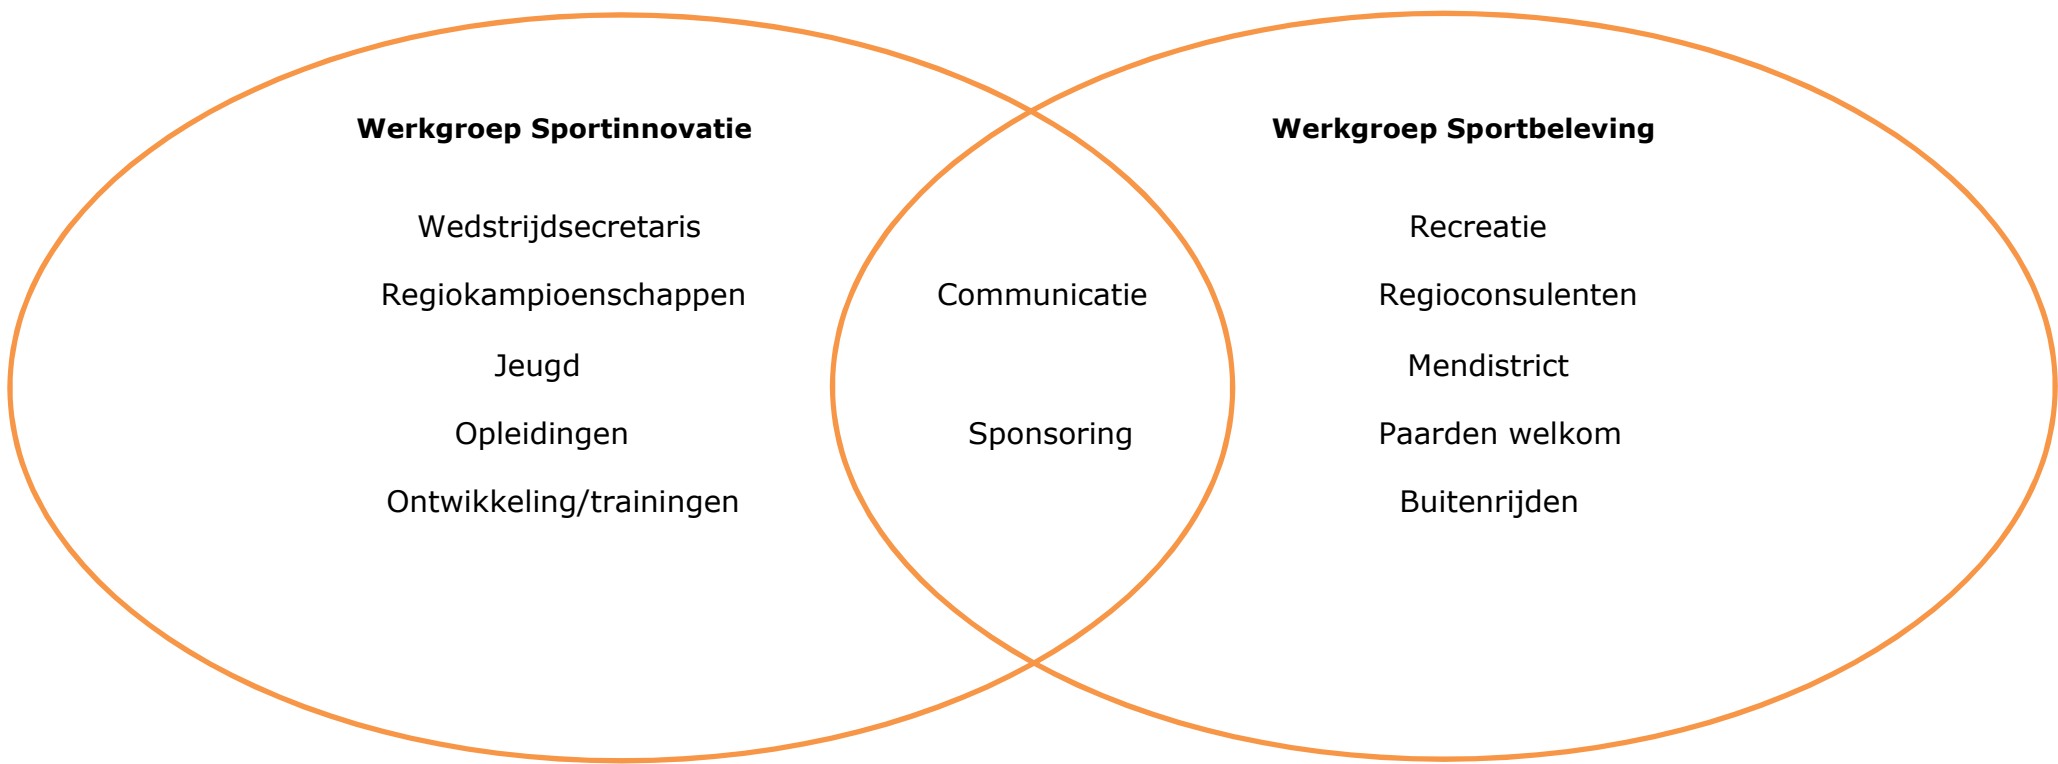 Werkgroep Sportinnovatie
Wedstrijdsecretaris
Regiokampioenschappen
Jeugd
Opleidingen
Ontwikkeling/trainingen
Communicatie
Sponsoring
Werkgroep Sportbeleving
Recreatie
Regioconsulenten
Mendistrict
Paarden welkom
Buitenrijden